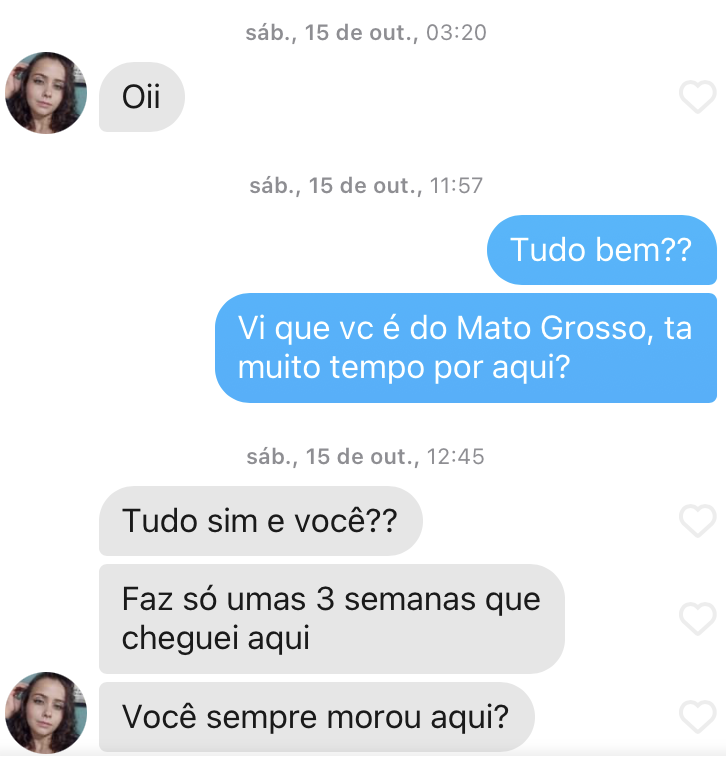 sáb., 15 de out., 03:20
Oii
sáb., 15 de out., 11:57
Tudo bem??
Vi que vc é do Mato Grosso, ta
muito tempo por aqui?
sáb., 15 de out., 12:45
Tudo sim e você??
Faz só umas 3 semanas que
cheguei aqui
Você sempre morou aqui?